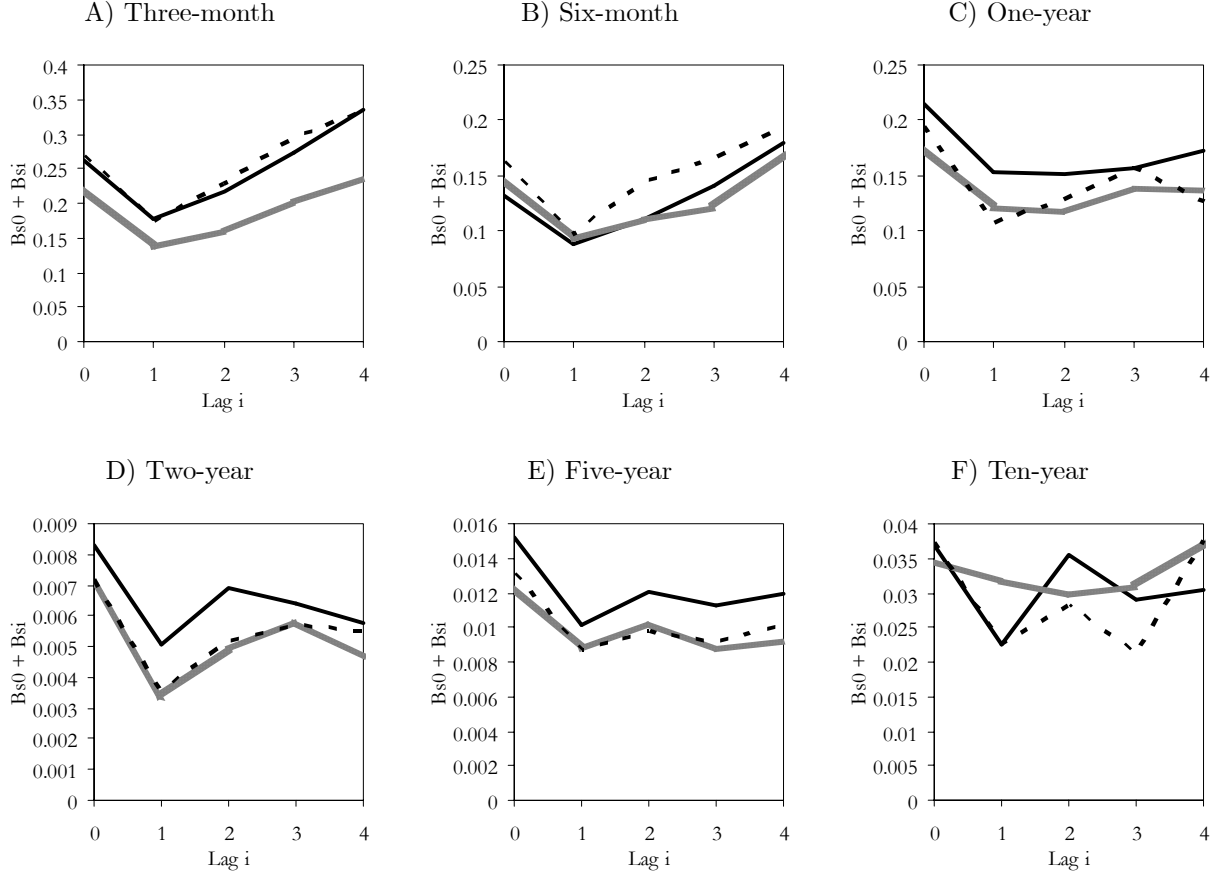 A) Three-month
0.4
0.35
0.3
0.25
0.2
0.15
0.1
0.05
0
Bs0 + Bsi
0 1 2 3 4
Lag i
B) Six-month
0.25
0.2
0.15
0.1
0.05
0
Bs0 + Bsi
0 1 2 3 4
Lag i
C) One-year
0.25
0.2
0.15
0.1
0.05
0
Bs0 + Bsi
0 1 2 3 4
Lag i
D) Two-year
0.009
0.008
0.007
0.006
0.005
0.004
0.003
0.002
0.001
0
Bs0 + Bsi
0 1 2 3 4
Lag i
E) Five-year
0.016
0.014
0.012
0.01
0.008
0.006
0.004
0.002
0
Bs0 + Bsi
0 1 2 3 4
Lag i
F) Ten-year
0.04
0.035
0.03
0.025
0.02
0.015
0.01
0.005
0
Bs0 + Bsi
0 1 2 3 4
Lag i